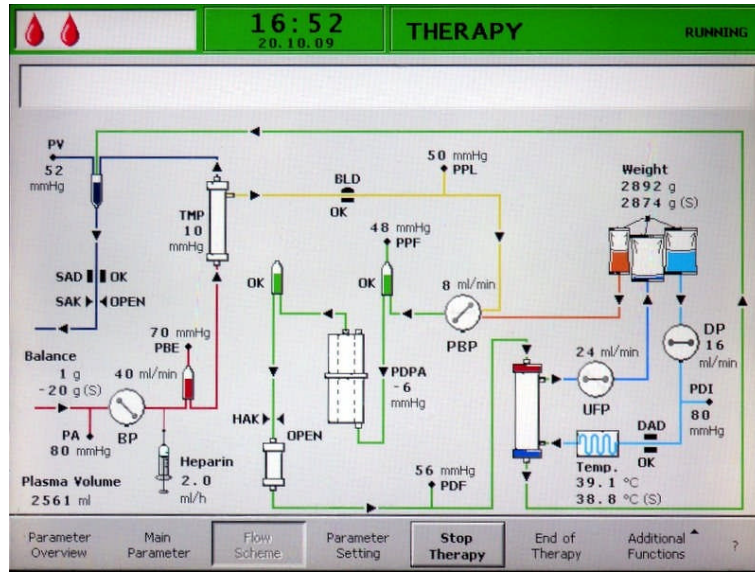 16:52
20.10.09
THERAPY
RUNNING
PV
52
mmHg
50 mmHg
PPL
BLD
OK
Weight
2892 g
2874 g (S)
TMP
10
mmHg
48 mmHg
PPF
SAD OK
SAK OPEN
OK
OK
8 ml/min
PBP
DP
16
ml/min
70 mmHg
PBE
Balance
1 g
-20 g (S)
40 ml/min
24 ml/min
PDPA
-6
mmHg
UFP
PDI
80
mmHg
PA
80 mmHg
BP
HAK
OPEN
DAD
OK
Heparin
2.0
ml/h
56 mmHg
PDF
Temp.
39.1 °C
38.8 °C (S)
Plasma Volume
2561 ml
Parameter
Overview
Main
Parameter
Flow
Scheme
Parameter
Setting
Stop
Therapy
End of
Therapy
Additional
Functions
?